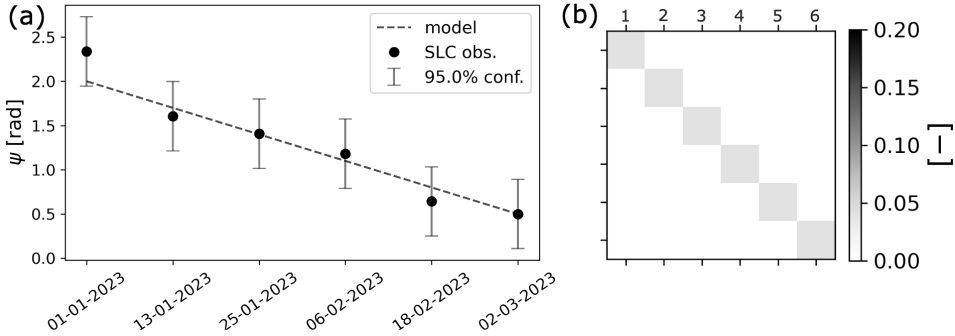 (a)
ψ [rad]
2.5
2.0
1.5
1.0
0.5
0.0
model
SLC obs.
95.0% conf.
01-01-2023
13-01-2023
25-01-2023
06-02-2023
18-02-2023
02-03-2023
(b)
1 2 3 4 5 6
0.20
0.15
0.10
0.05
0.00
[−]